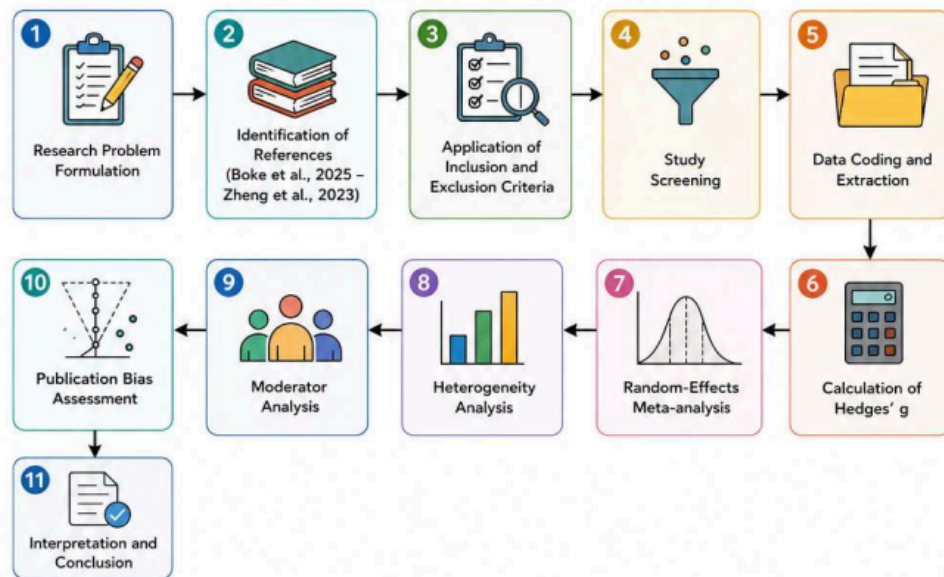 1
Research Problem
Formulation
2
Identification of
References
(Boke et al., 2025 –
Zheng et al., 2023)
3
Application of
Inclusion and
Exclusion Criteria
4
Study
Screening
5
Data Coding and
Extraction
6
Calculation of
Hedges' g
7
Random-Effects
Meta-analysis
8
Heterogeneity
Analysis
9
Moderator
Analysis
10
Publication Bias
Assessment
11
Interpretation and
Conclusion